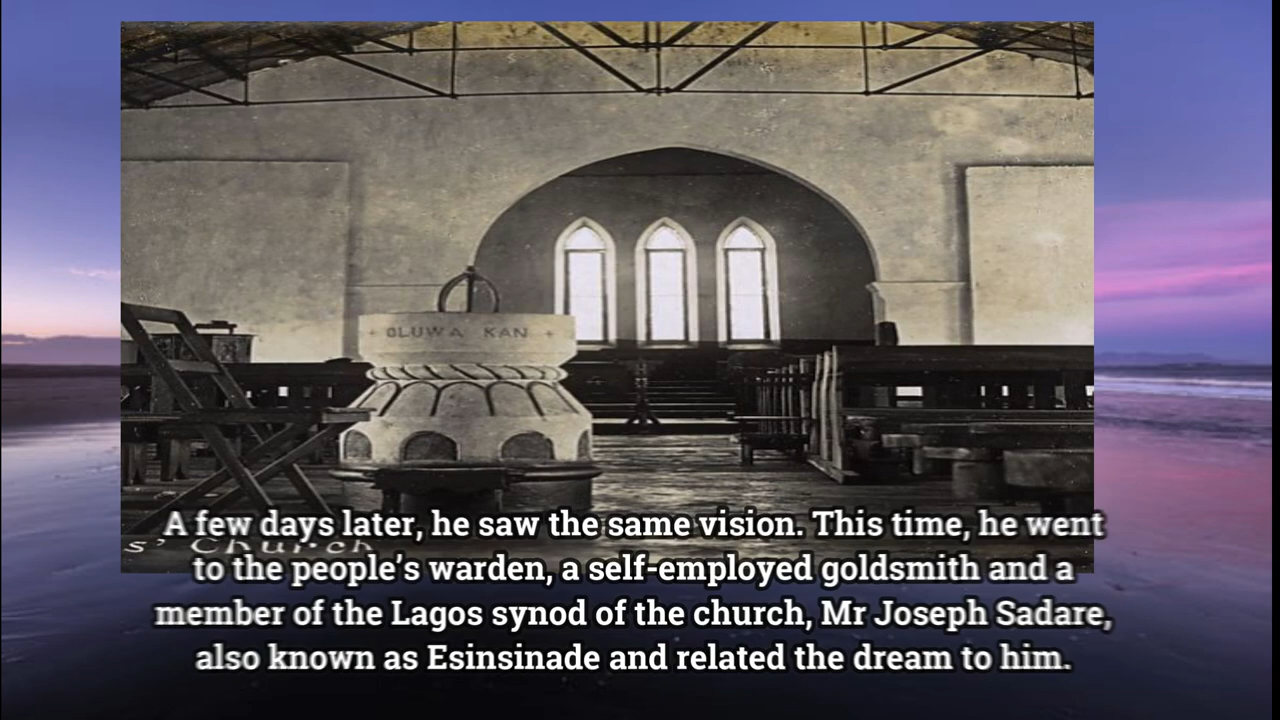 + OLUWA KAN +
A few days later, he saw the same vision. This time, he went
s' Church
to the people’s warden, a self-employed goldsmith and a
member of the Lagos synod of the church, Mr Joseph Sadare,
also known as Esinsinade and related the dream to him.